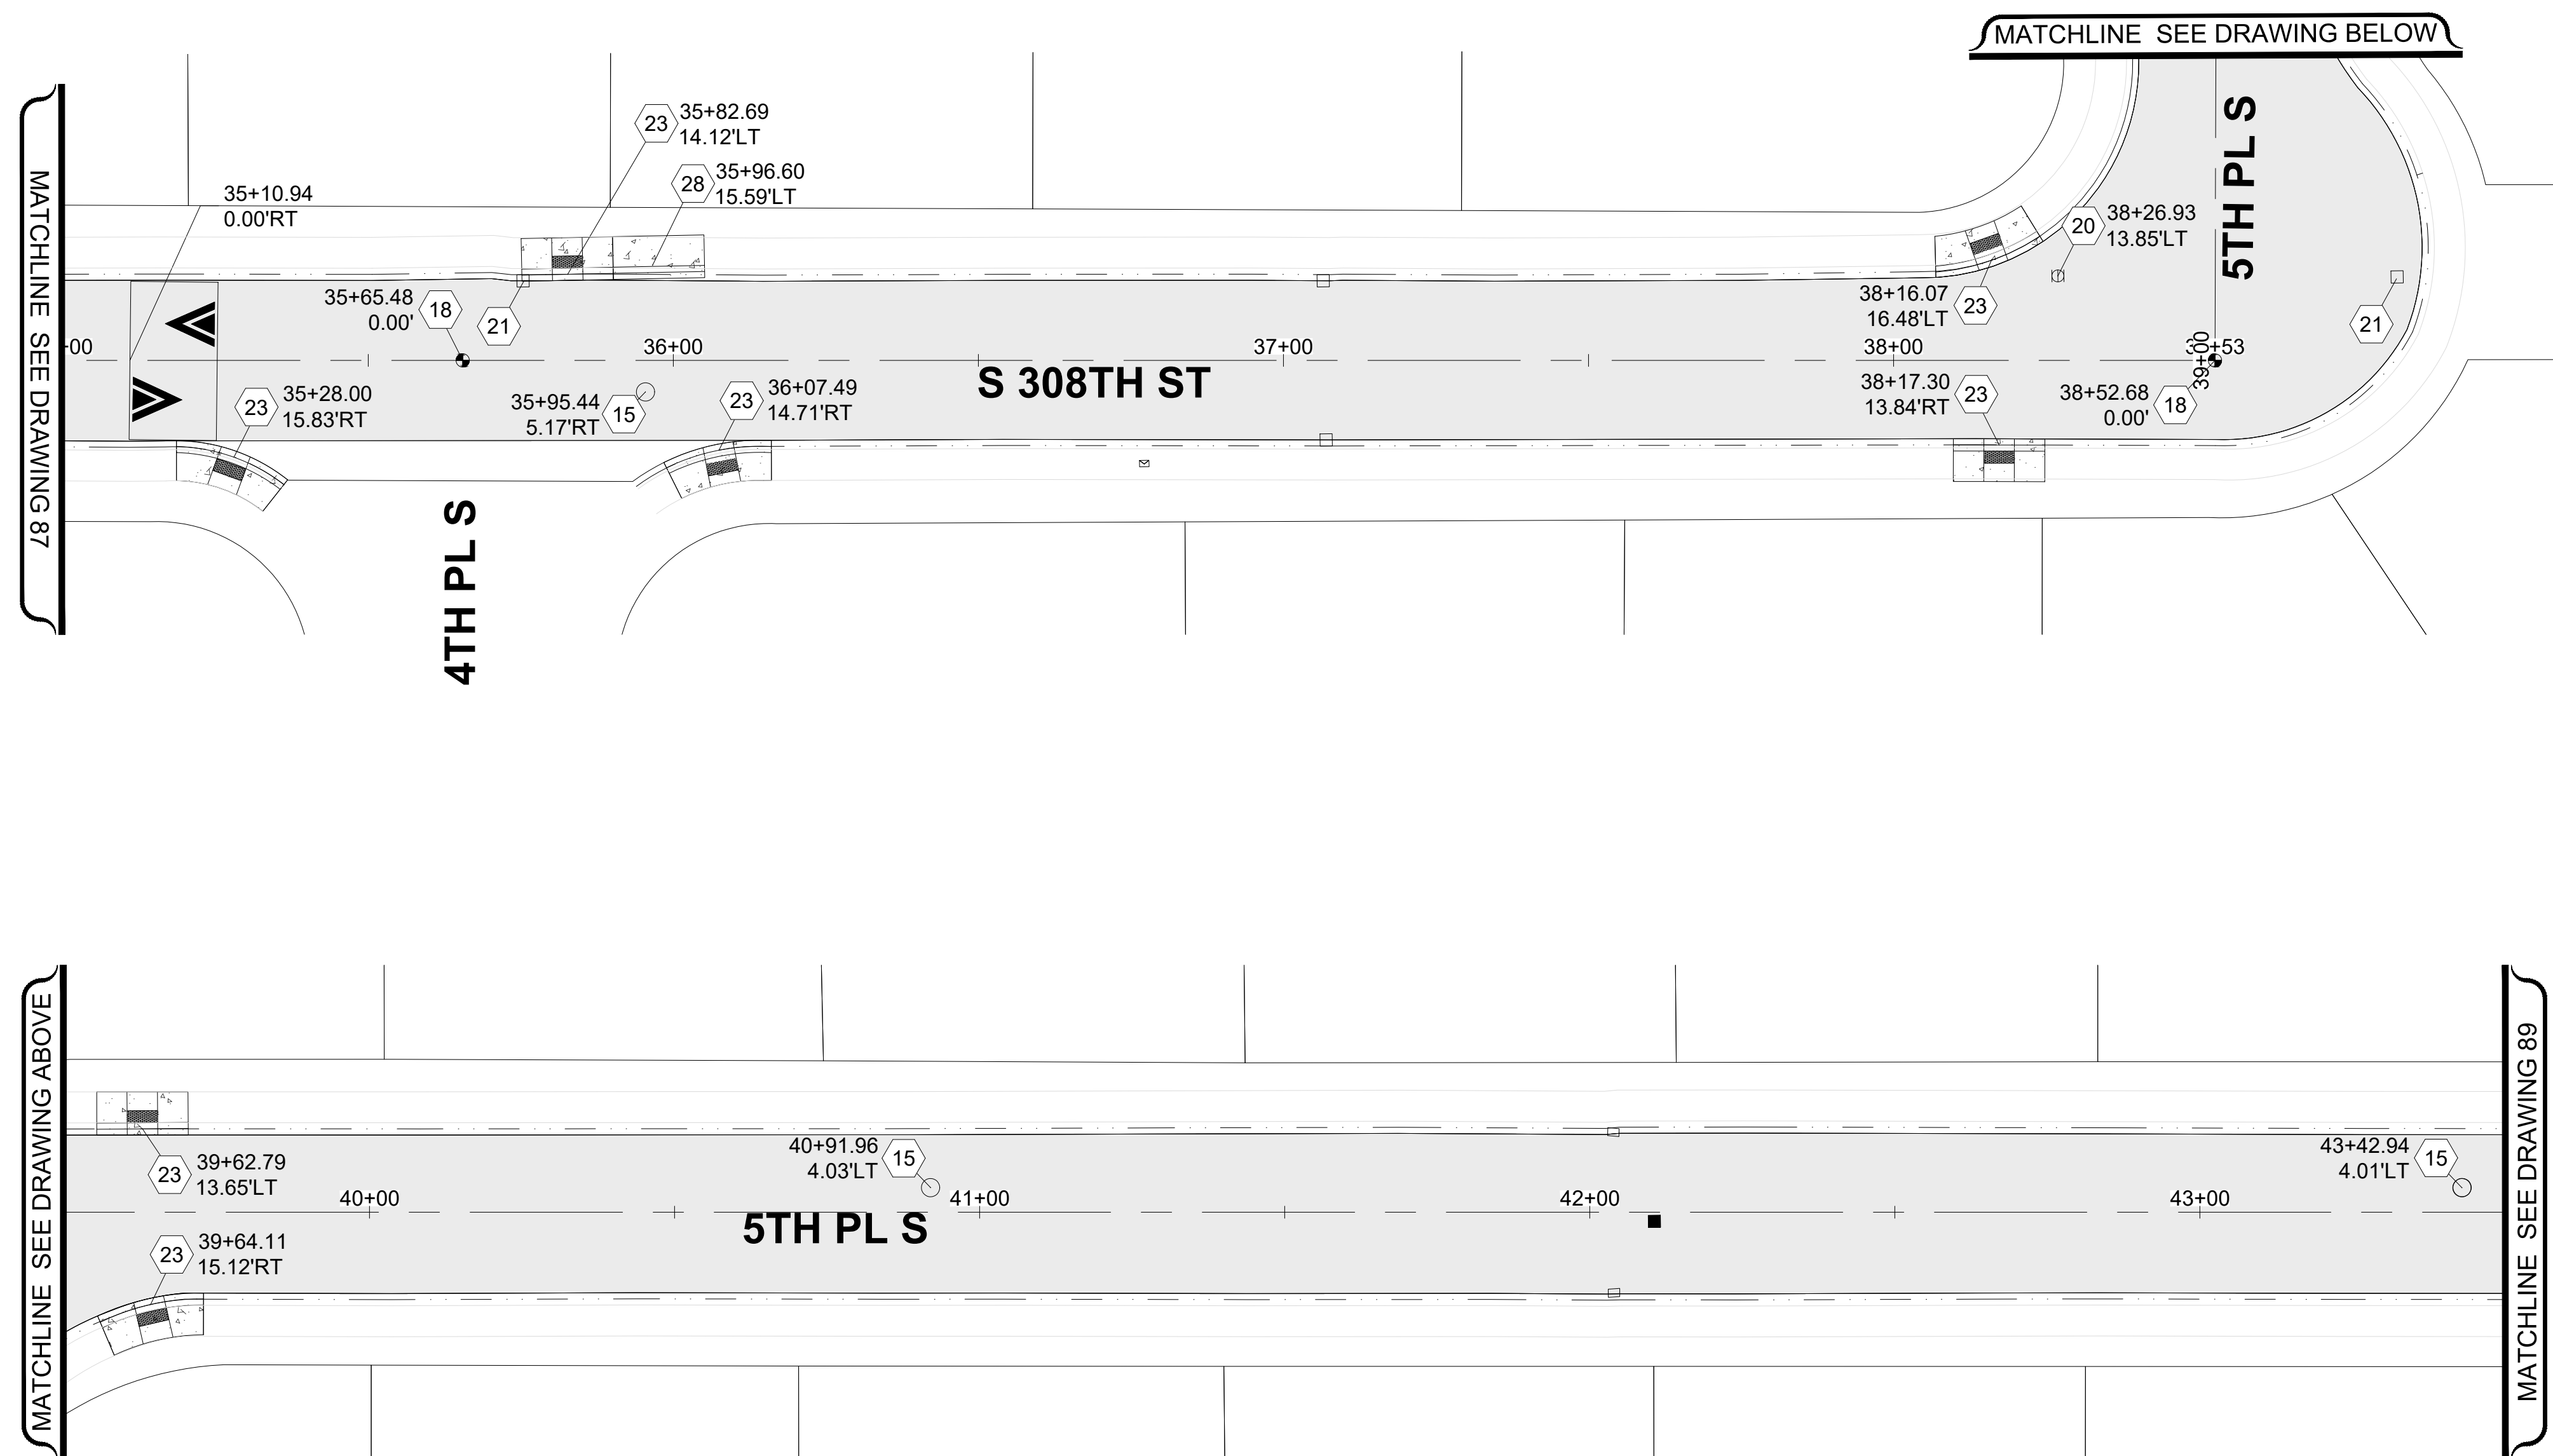 MATCHLINE  SEE DRAWING BELOW
MATCHLINE  SEE DRAWING 87
35+10.94
0.00'RT
23
35+82.69
14.12'LT
28
35+96.60
15.59'LT
5TH PL S
20
38+26.93
13.85'LT
35+65.48
0.00'
18
21
38+16.07
16.48'LT
23
21
+00
36+00
37+00
38+00
+53
39+00
S 308TH ST
23
35+28.00
15.83'RT
35+95.44
5.17'RT
15
23
36+07.49
14.71'RT
38+17.30
13.84'RT
23
38+52.68
0.00'
18
4TH PL S
MATCHLINE  SEE DRAWING ABOVE
23
39+62.79
13.65'LT
40+91.96
4.03'LT
15
43+42.94
4.01'LT
15
40+00
41+00
42+00
43+00
5TH PL S
23
39+64.11
15.12'RT
MATCHLINE  SEE DRAWING 89